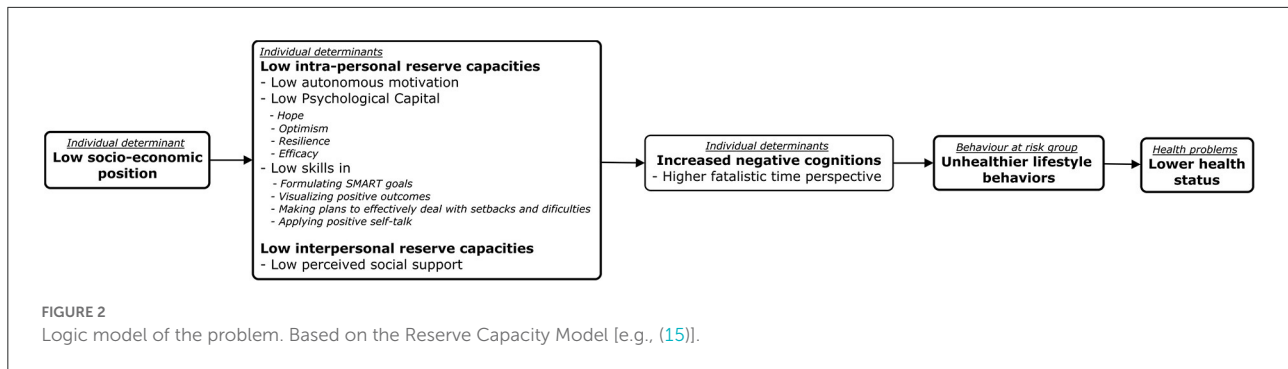 Individual determinant
Low socio-economic
position
Individual determinants
Low intra-personal reserve capacities
- Low autonomous motivation
- Low Psychological Capital
- Hope
- Optimism
- Resilience
- Efficacy
- Low skills in
- Formulating SMART goals
- Visualizing positive outcomes
- Making plans to effectively deal with setbacks and dificulties
- Applying positive self-talk
Low interpersonal reserve capacities
- Low perceived social support
Individual determinants
Increased negative cognitions
- Higher fatalistic time perspective
Behaviour at risk group
Unhealthier lifestyle
behaviors
Health problems
Lower health
status
FIGURE 2
Logic model of the problem. Based on the Reserve Capacity Model [e.g., (15)].